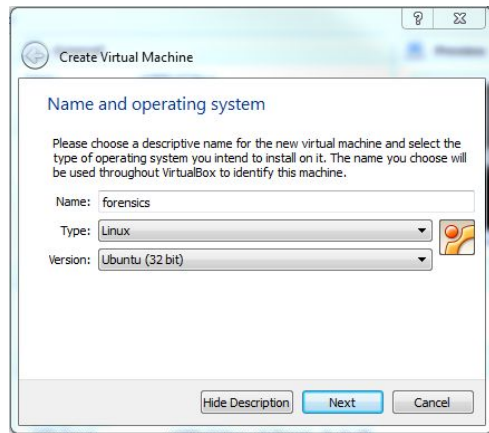 ?
Create Virtual Machine
Name and operating system
Please choose a descriptive name for the new virtual machine and select the
type of operating system you intend to install on it. The name you choose will
be used throughout VirtualBox to identify this machine.
Name: forensics
Type: Linux
Version: Ubuntu (32 bit)
Hide Description Next Cancel